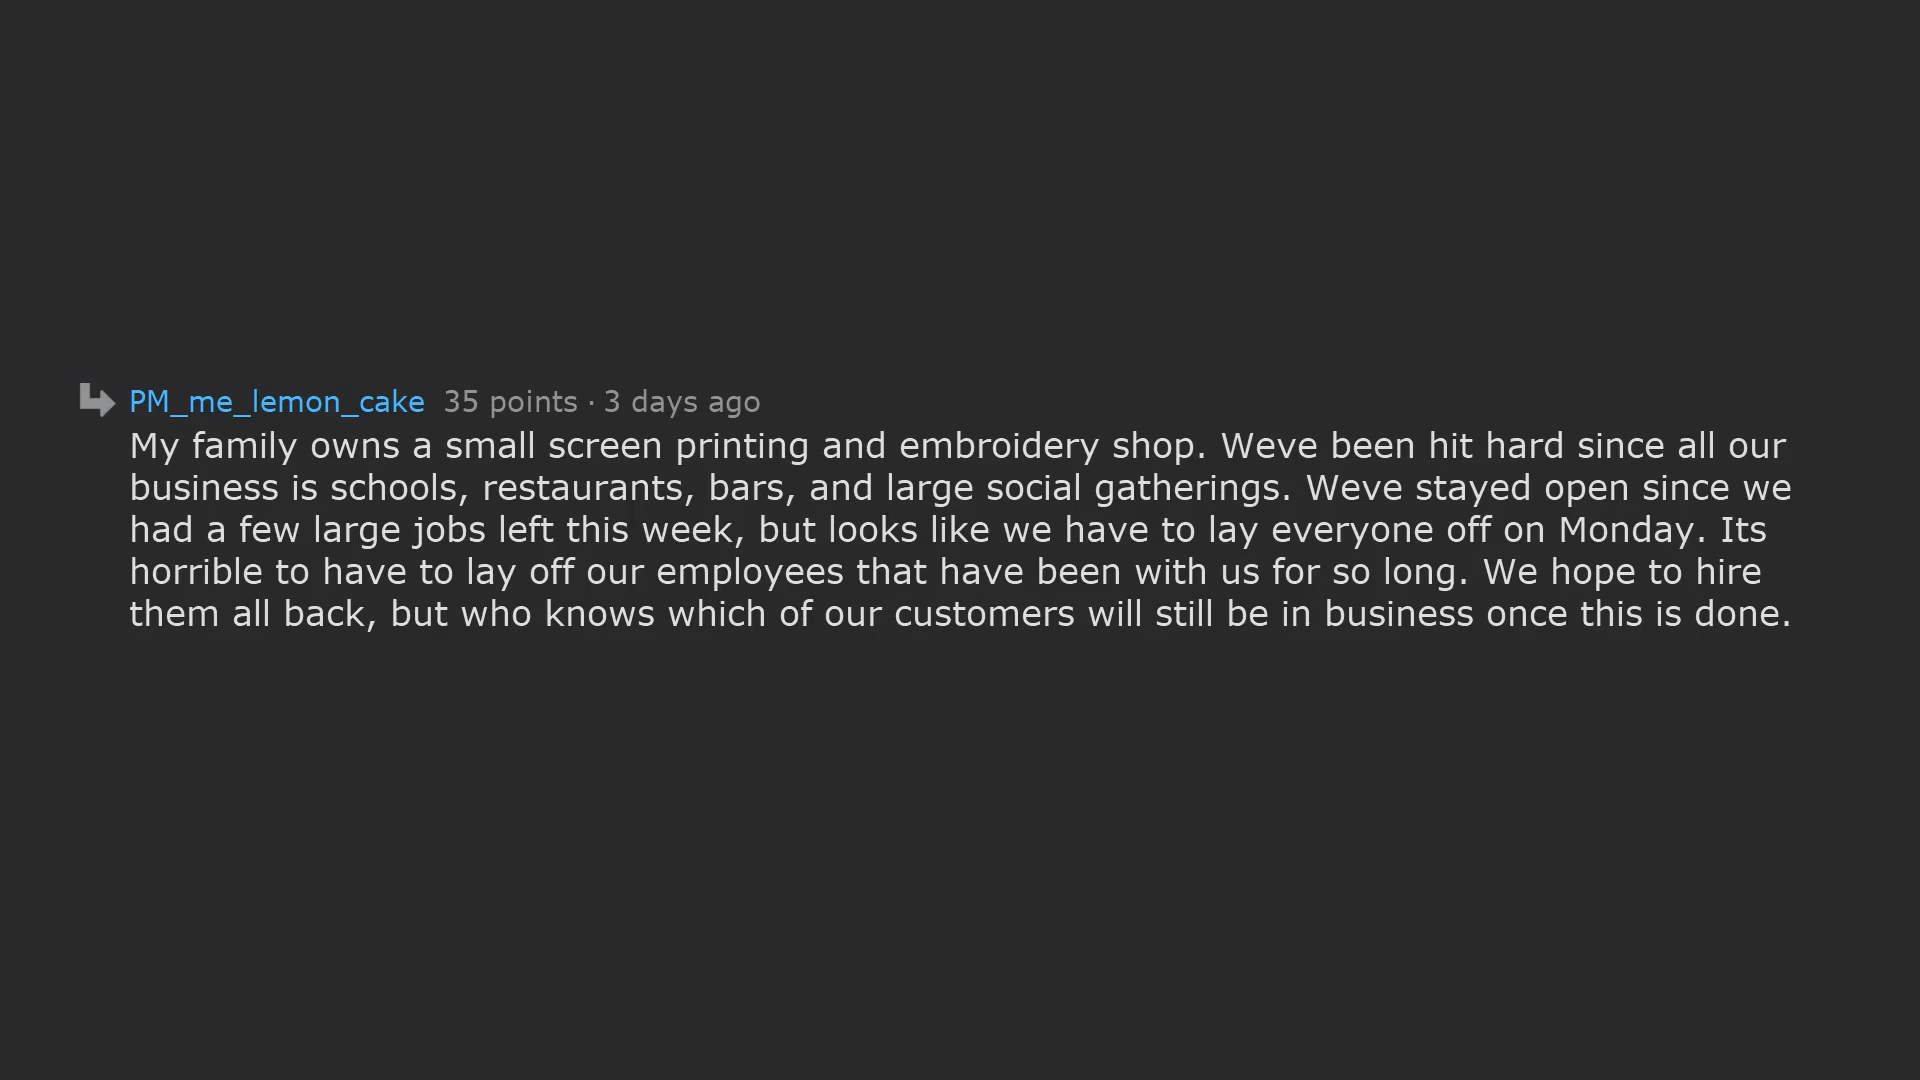 PM_me_lemon_cake 35 points · 3 days ago
My family owns a small screen printing and embroidery shop. Weve been hit hard since all our
business is schools, restaurants, bars, and large social gatherings. Weve stayed open since we
had a few large jobs left this week, but looks like we have to lay everyone off on Monday. Its
horrible to have to lay off our employees that have been with us for so long. We hope to hire
them all back, but who knows which of our customers will still be in business once this is done.